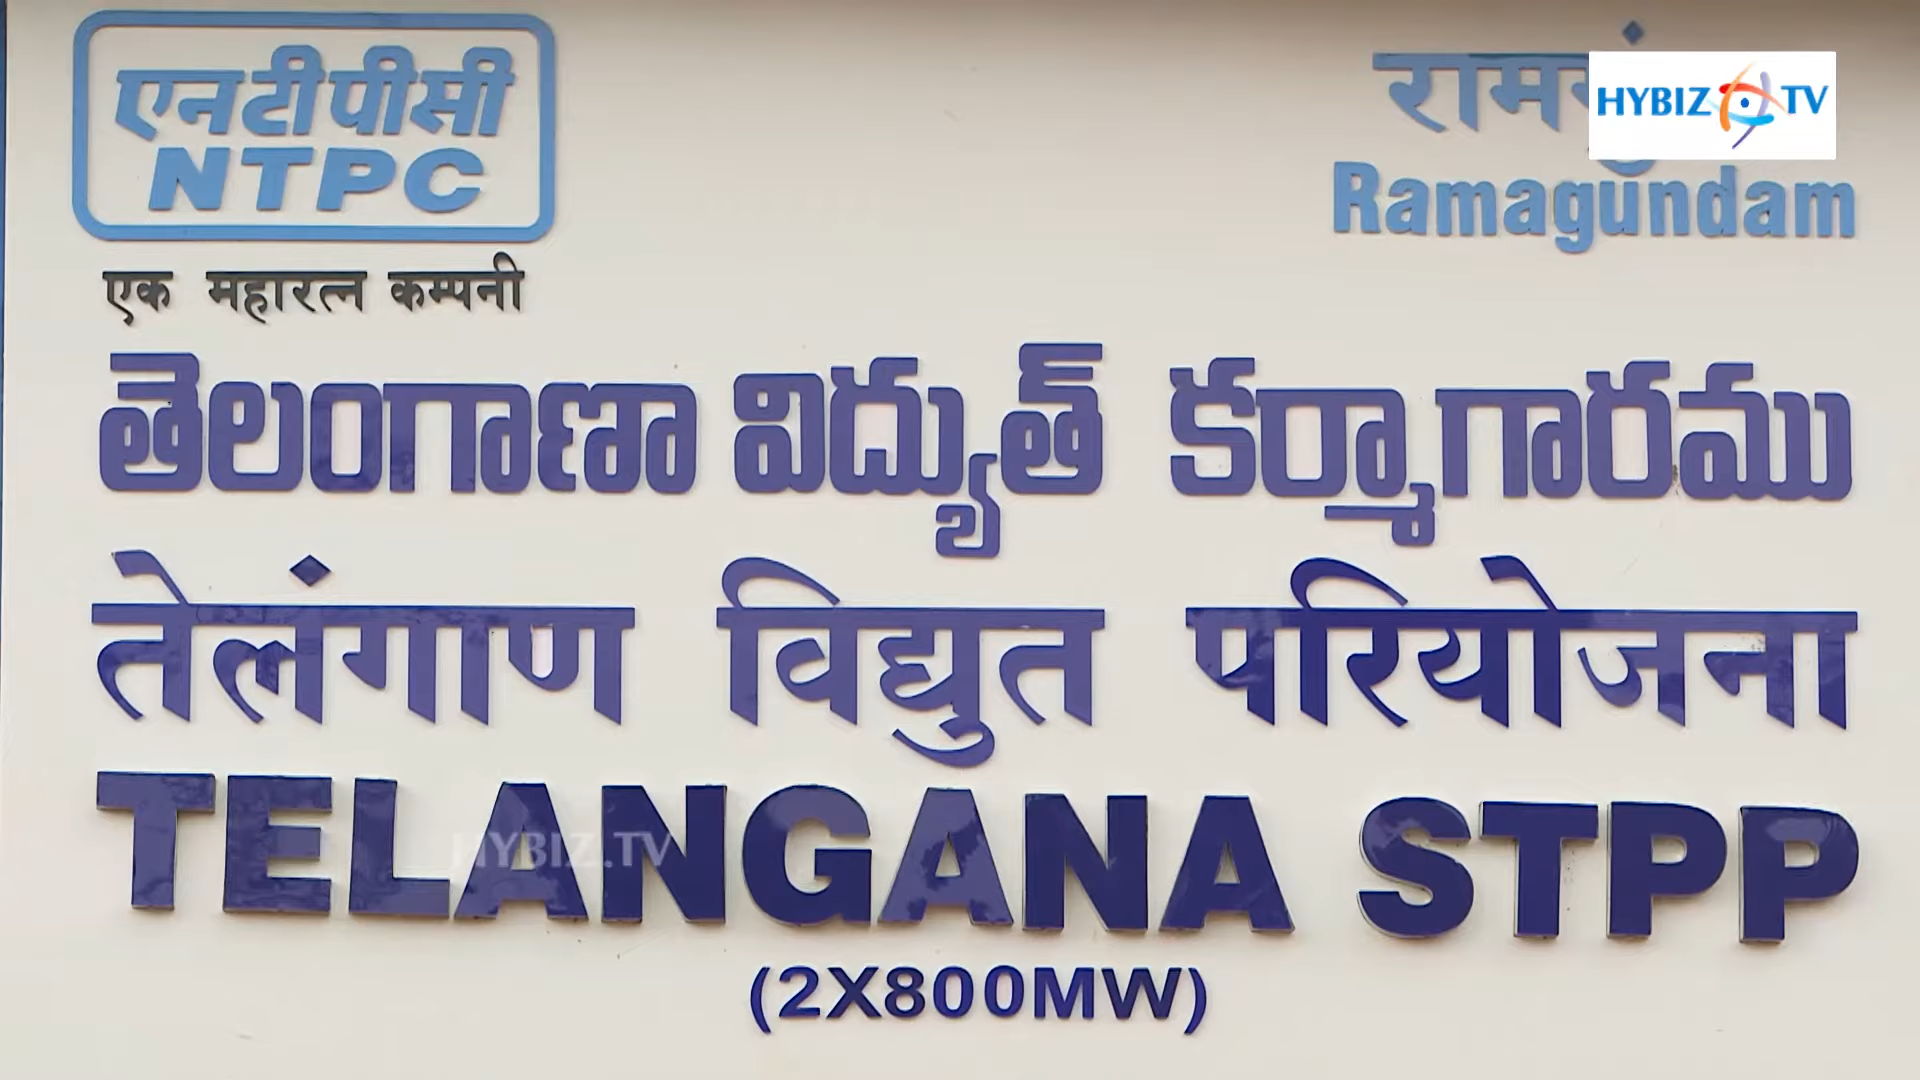 एनटीपीसी
NTPC
एक महारत्न कम्पनी
HYBIZ TV
Ramagundam
తెలంగాణా విద్యుత్ కర్మాగారము
तेलंगाण विद्युत परियोजना
TELANGANA STPP
HYBIZ.TV
(2X800MW)